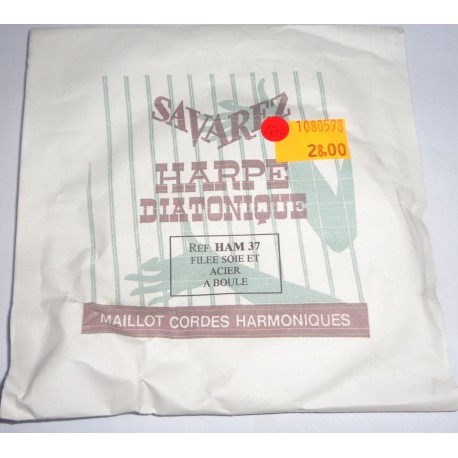 SAVAREZ
1080598
28.00
HARPE
DIATONIQUE
REF: HAM 37
FILEE SOIE ET
ACIER
A BOULE
MAILLOT CORDES HARMONIQUES